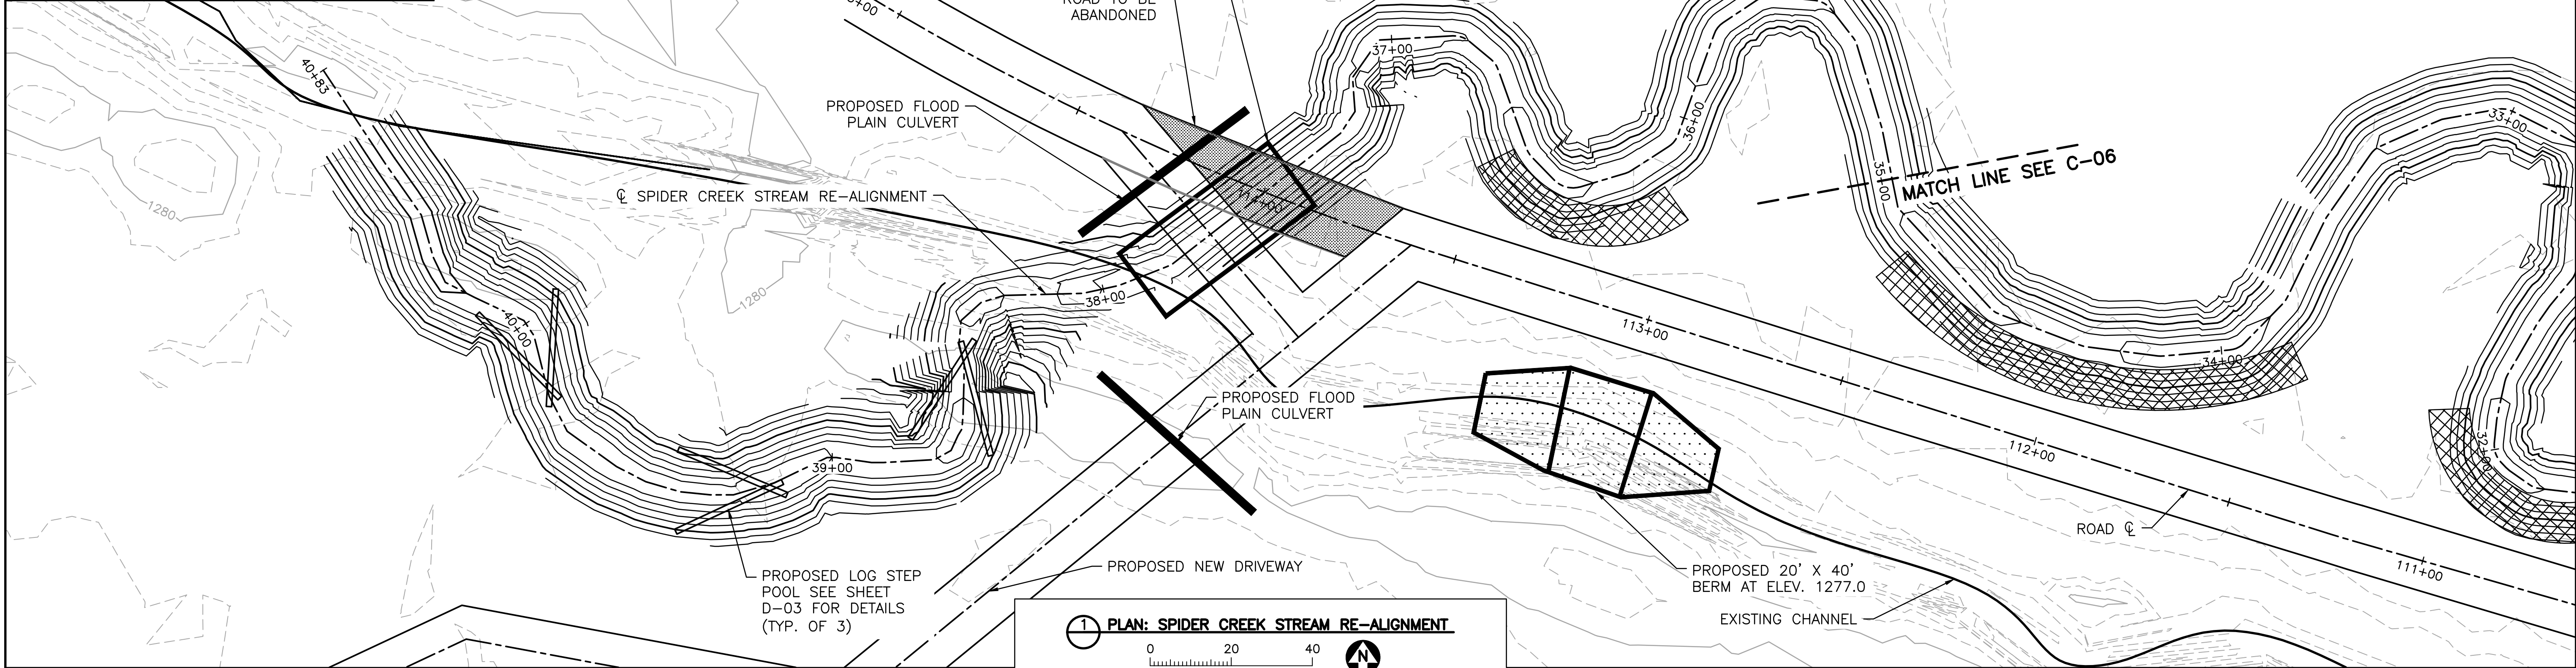 ROAD TO BE
ABANDONED
40+83
37+00
PROPOSED FLOOD
PLAIN CULVERT
36+00
33+00
35+00
MATCH LINE SEE C-06
℄ SPIDER CREEK STREAM RE-ALIGNMENT
1280
114+00
38+00
1280
40+00
113+00
34+00
PROPOSED FLOOD
PLAIN CULVERT
39+00
112+00
32+00
ROAD ℄
111+00
PROPOSED LOG STEP
POOL SEE SHEET
D-03 FOR DETAILS
(TYP. OF 3)
PROPOSED NEW DRIVEWAY
PROPOSED 20' X 40'
BERM AT ELEV. 1277.0
EXISTING CHANNEL
1
PLAN: SPIDER CREEK STREAM RE-ALIGNMENT
0 20 40
N